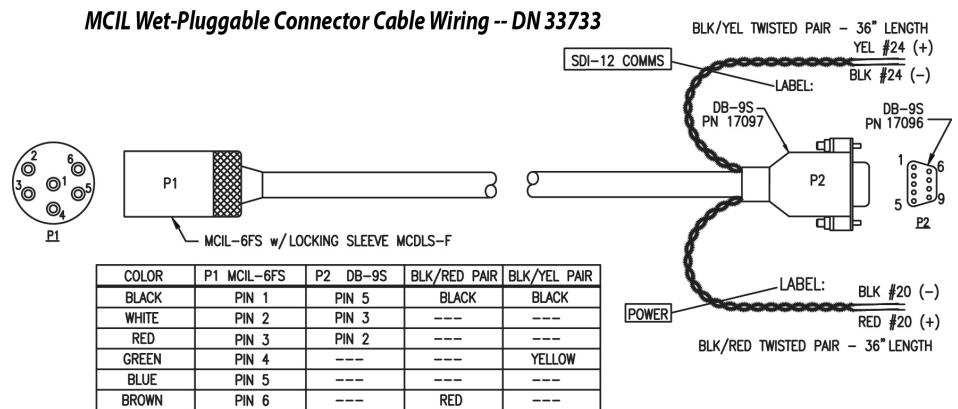 MCIL Wet-Pluggable Connector Cable Wiring -- DN 33733
BLK/YEL TWISTED PAIR – 36" LENGTH
YEL #24 (+)
SDI-12 COMMS
BLK #24 (–)
LABEL:
DB-9S
PN 17097
DB-9S
PN 17096
2
6
1
3
5
4
P1
P1
P2
1
6
5
9
P2
MCIL-6FS w/LOCKING SLEEVE MCDLS-F
LABEL:
BLK #20 (–)
POWER
RED #20 (+)
BLK/RED TWISTED PAIR – 36" LENGTH
COLOR P1 MCIL-6FS P2 DB-9S BLK/RED PAIR BLK/YEL PAIR
BLACK PIN 1 PIN 5 BLACK BLACK
WHITE PIN 2 PIN 3 --- ---
RED PIN 3 PIN 2 --- ---
GREEN PIN 4 --- --- YELLOW
BLUE PIN 5 --- --- ---
BROWN PIN 6 --- RED ---